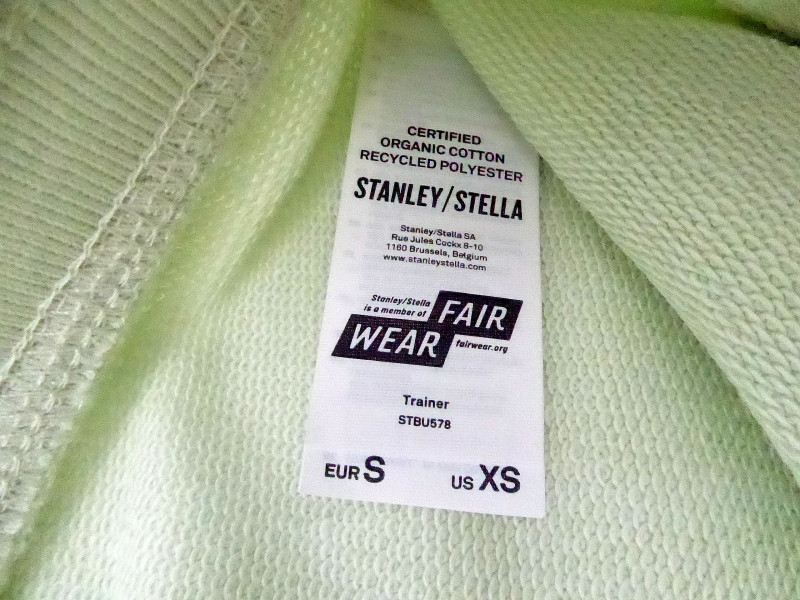 CERTIFIED
ORGANIC COTTON
RECYCLED POLYESTER
STANLEY/STELLA
Stanley/Stella SA
Rue Jules Cockx 8-10
1160 Brussels, Belgium
www.stanleystella.com
Stanley/Stella
is a member of
FAIR
WEAR
fairwear.org
Trainer
STBU578
EUR S
US XS